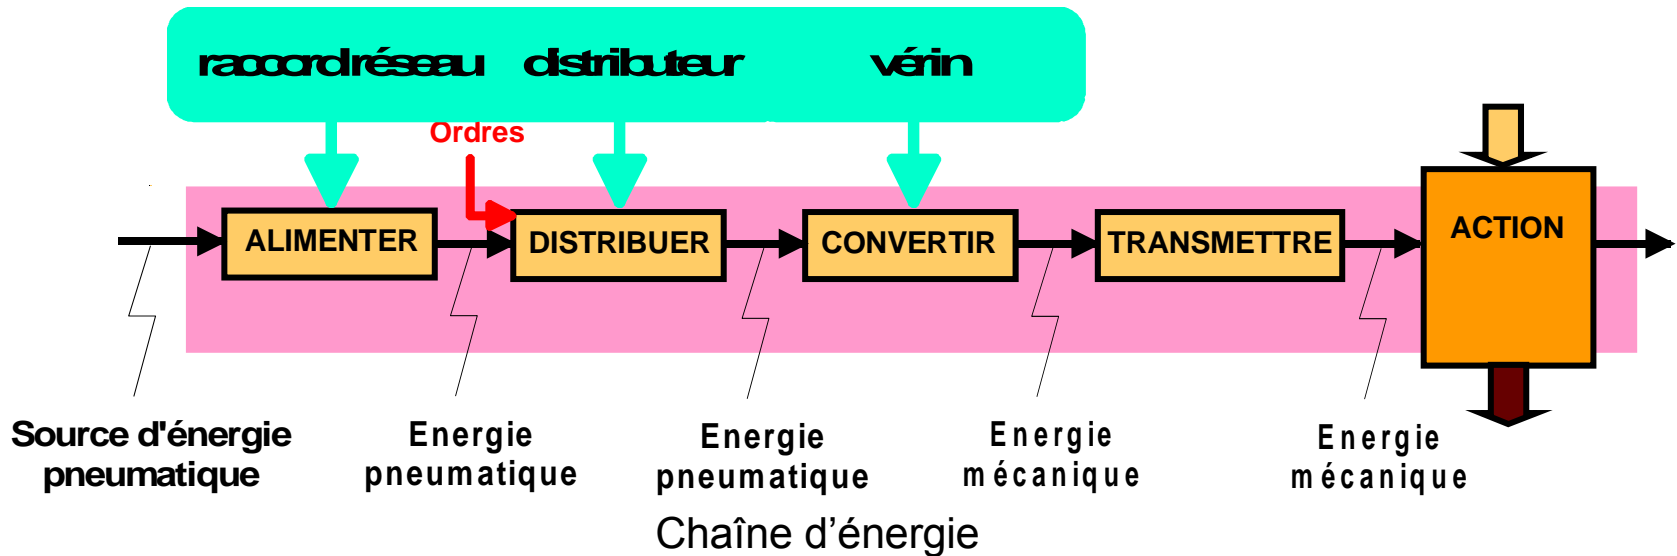 raccord réseau distributeur vérin
Ordres
ALIMENTER DISTRIBUER CONVERTIR TRANSMETTRE ACTION
Source d'énergie pneumatique
Energie pneumatique
Energie pneumatique
Energie mécanique
Energie mécanique
Chaîne d’énergie